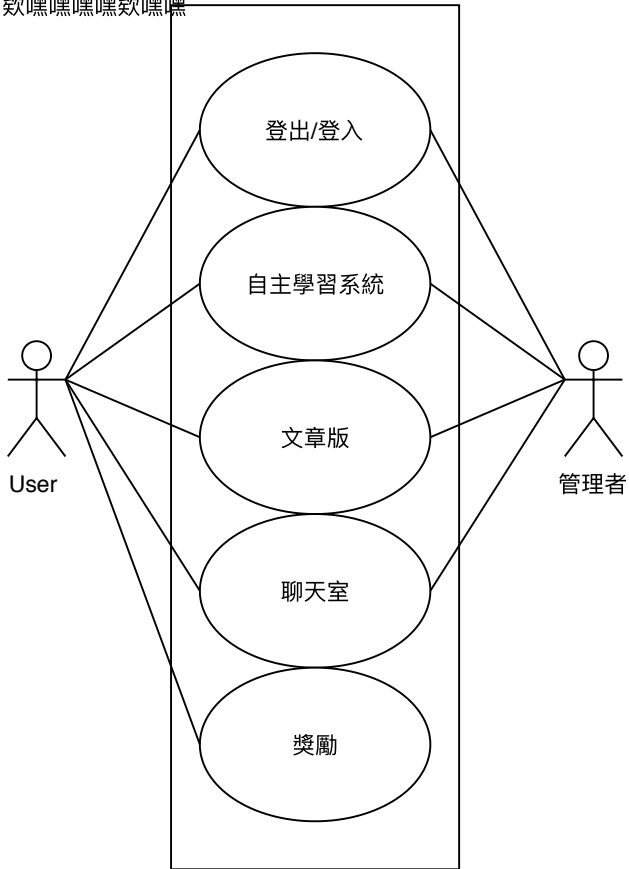 欸嘿嘿嘿嘿欸嘿嘿
登出/登入
自主學習系統
User
文章版
管理者
聊天室
獎勵